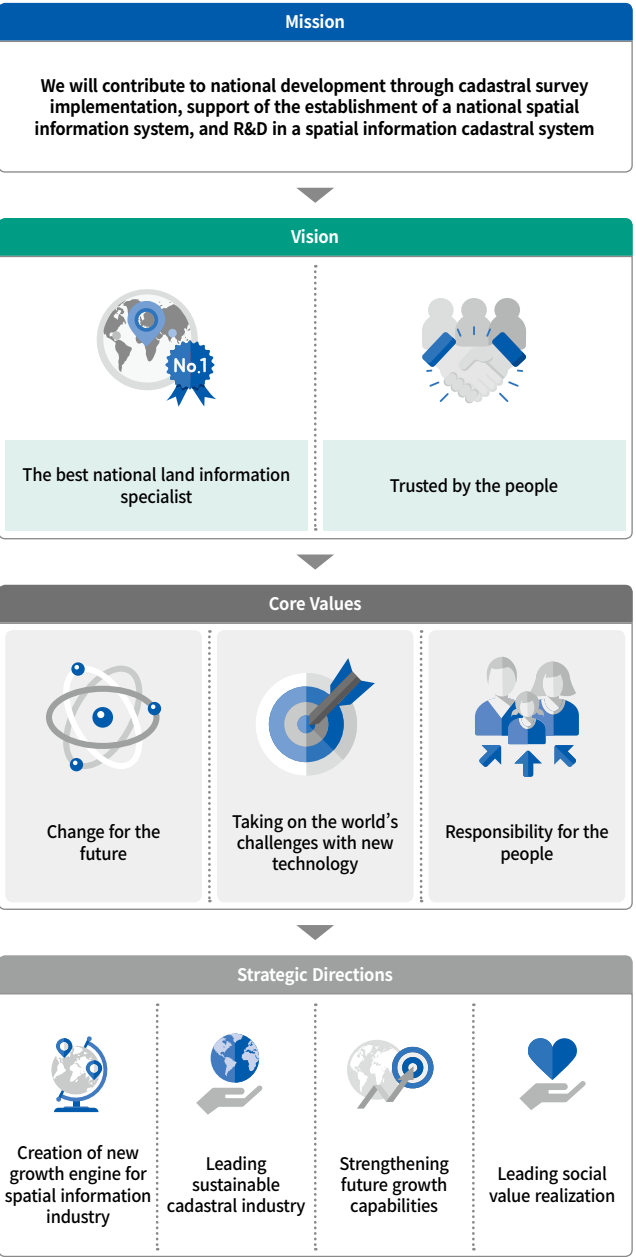 Mission
We will contribute to national development through cadastral survey
implementation, support of the establishment of a national spatial
information system, and R&D in a spatial information cadastral system
Vision
No.1
The best national land information
specialist
Trusted by the people
Core Values
Change for the
future
Taking on the world's
challenges with new
technology
Responsibility for the
people
Strategic Directions
Creation of new
growth engine for
spatial information
industry
Leading
sustainable
cadastral industry
Strengthening
future growth
capabilities
Leading social
value realization